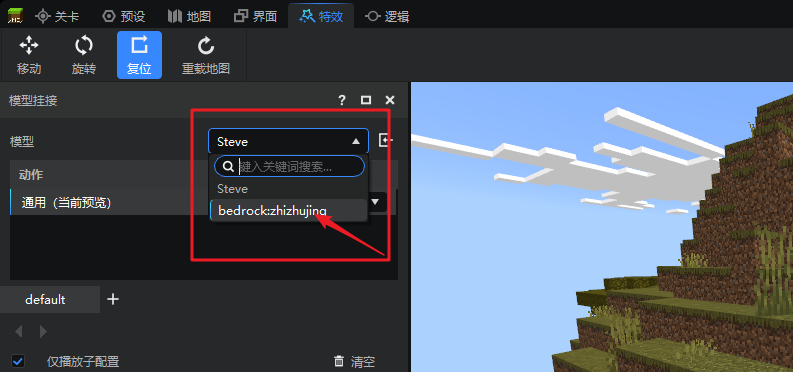 关卡 预设 地图 界面 特效 逻辑
移动 旋转 复位 重载地图
模型挂接 ?
模型 Steve
键入关键词搜索...
动作
Steve
通用（当前预览) bedrock:zhizhujing
default +
仅播放子配置 清空